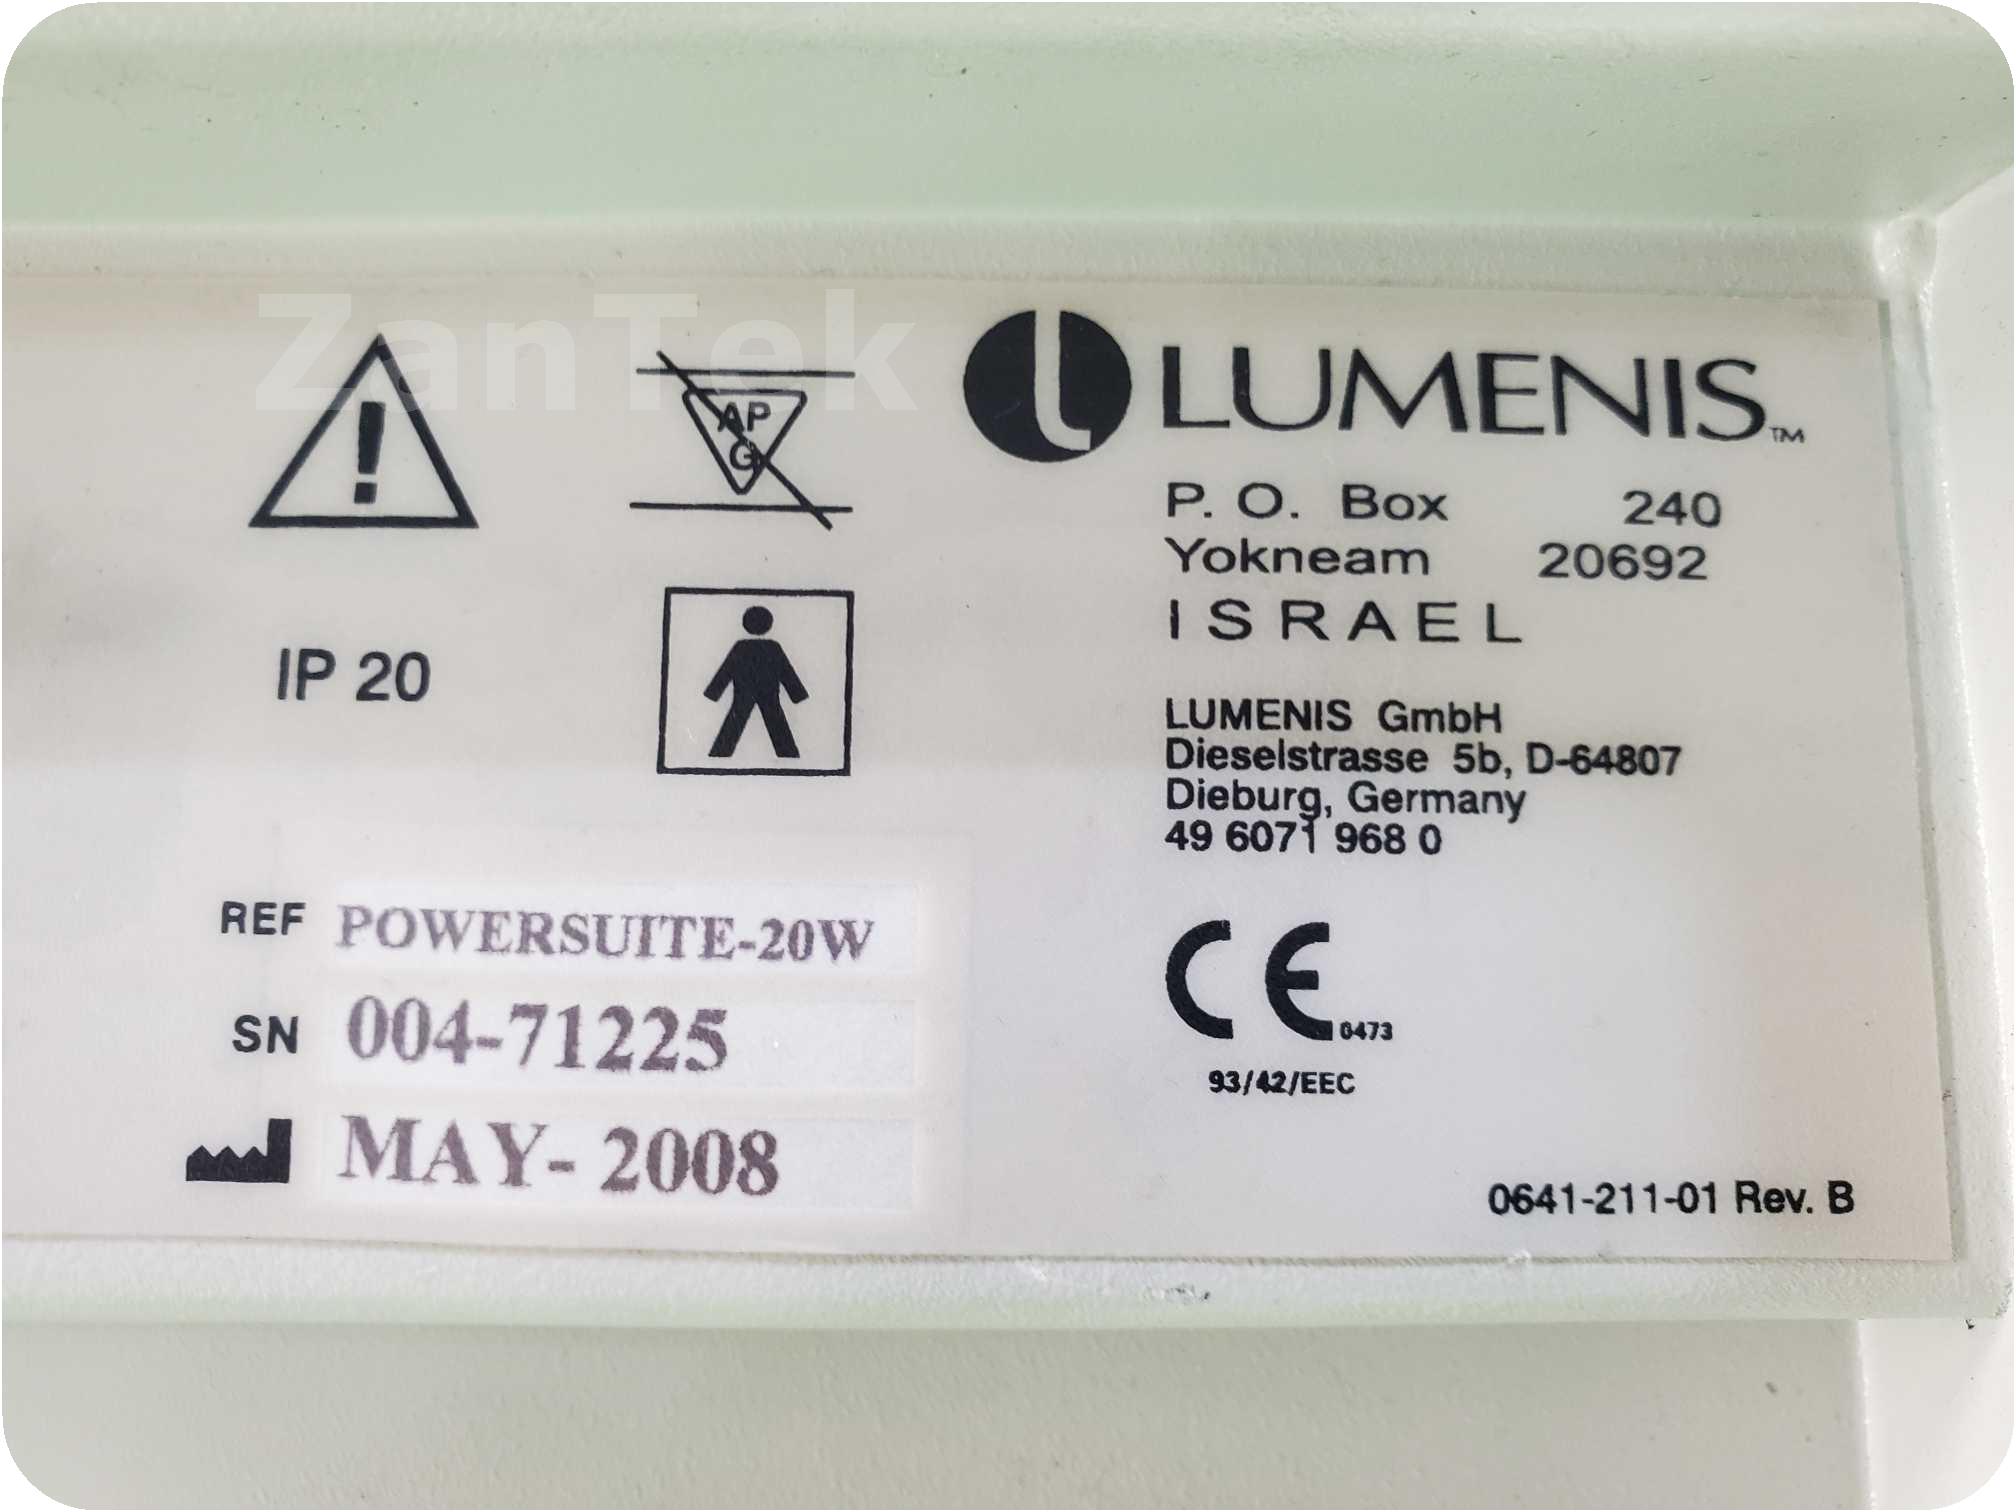 ZanTek
!
AP
G
LUMENIS™
P. O. Box 240
Yokneam 20692
ISRAEL
IP 20
LUMENIS GmbH
Dieselstrasse 5b, D-64807
Dieburg, Germany
49 6071 968 0
REF POWERSUITE-20W
SN 004-71225
MAY- 2008
CE 0473
93/42/EEC
0641-211-01 Rev. B